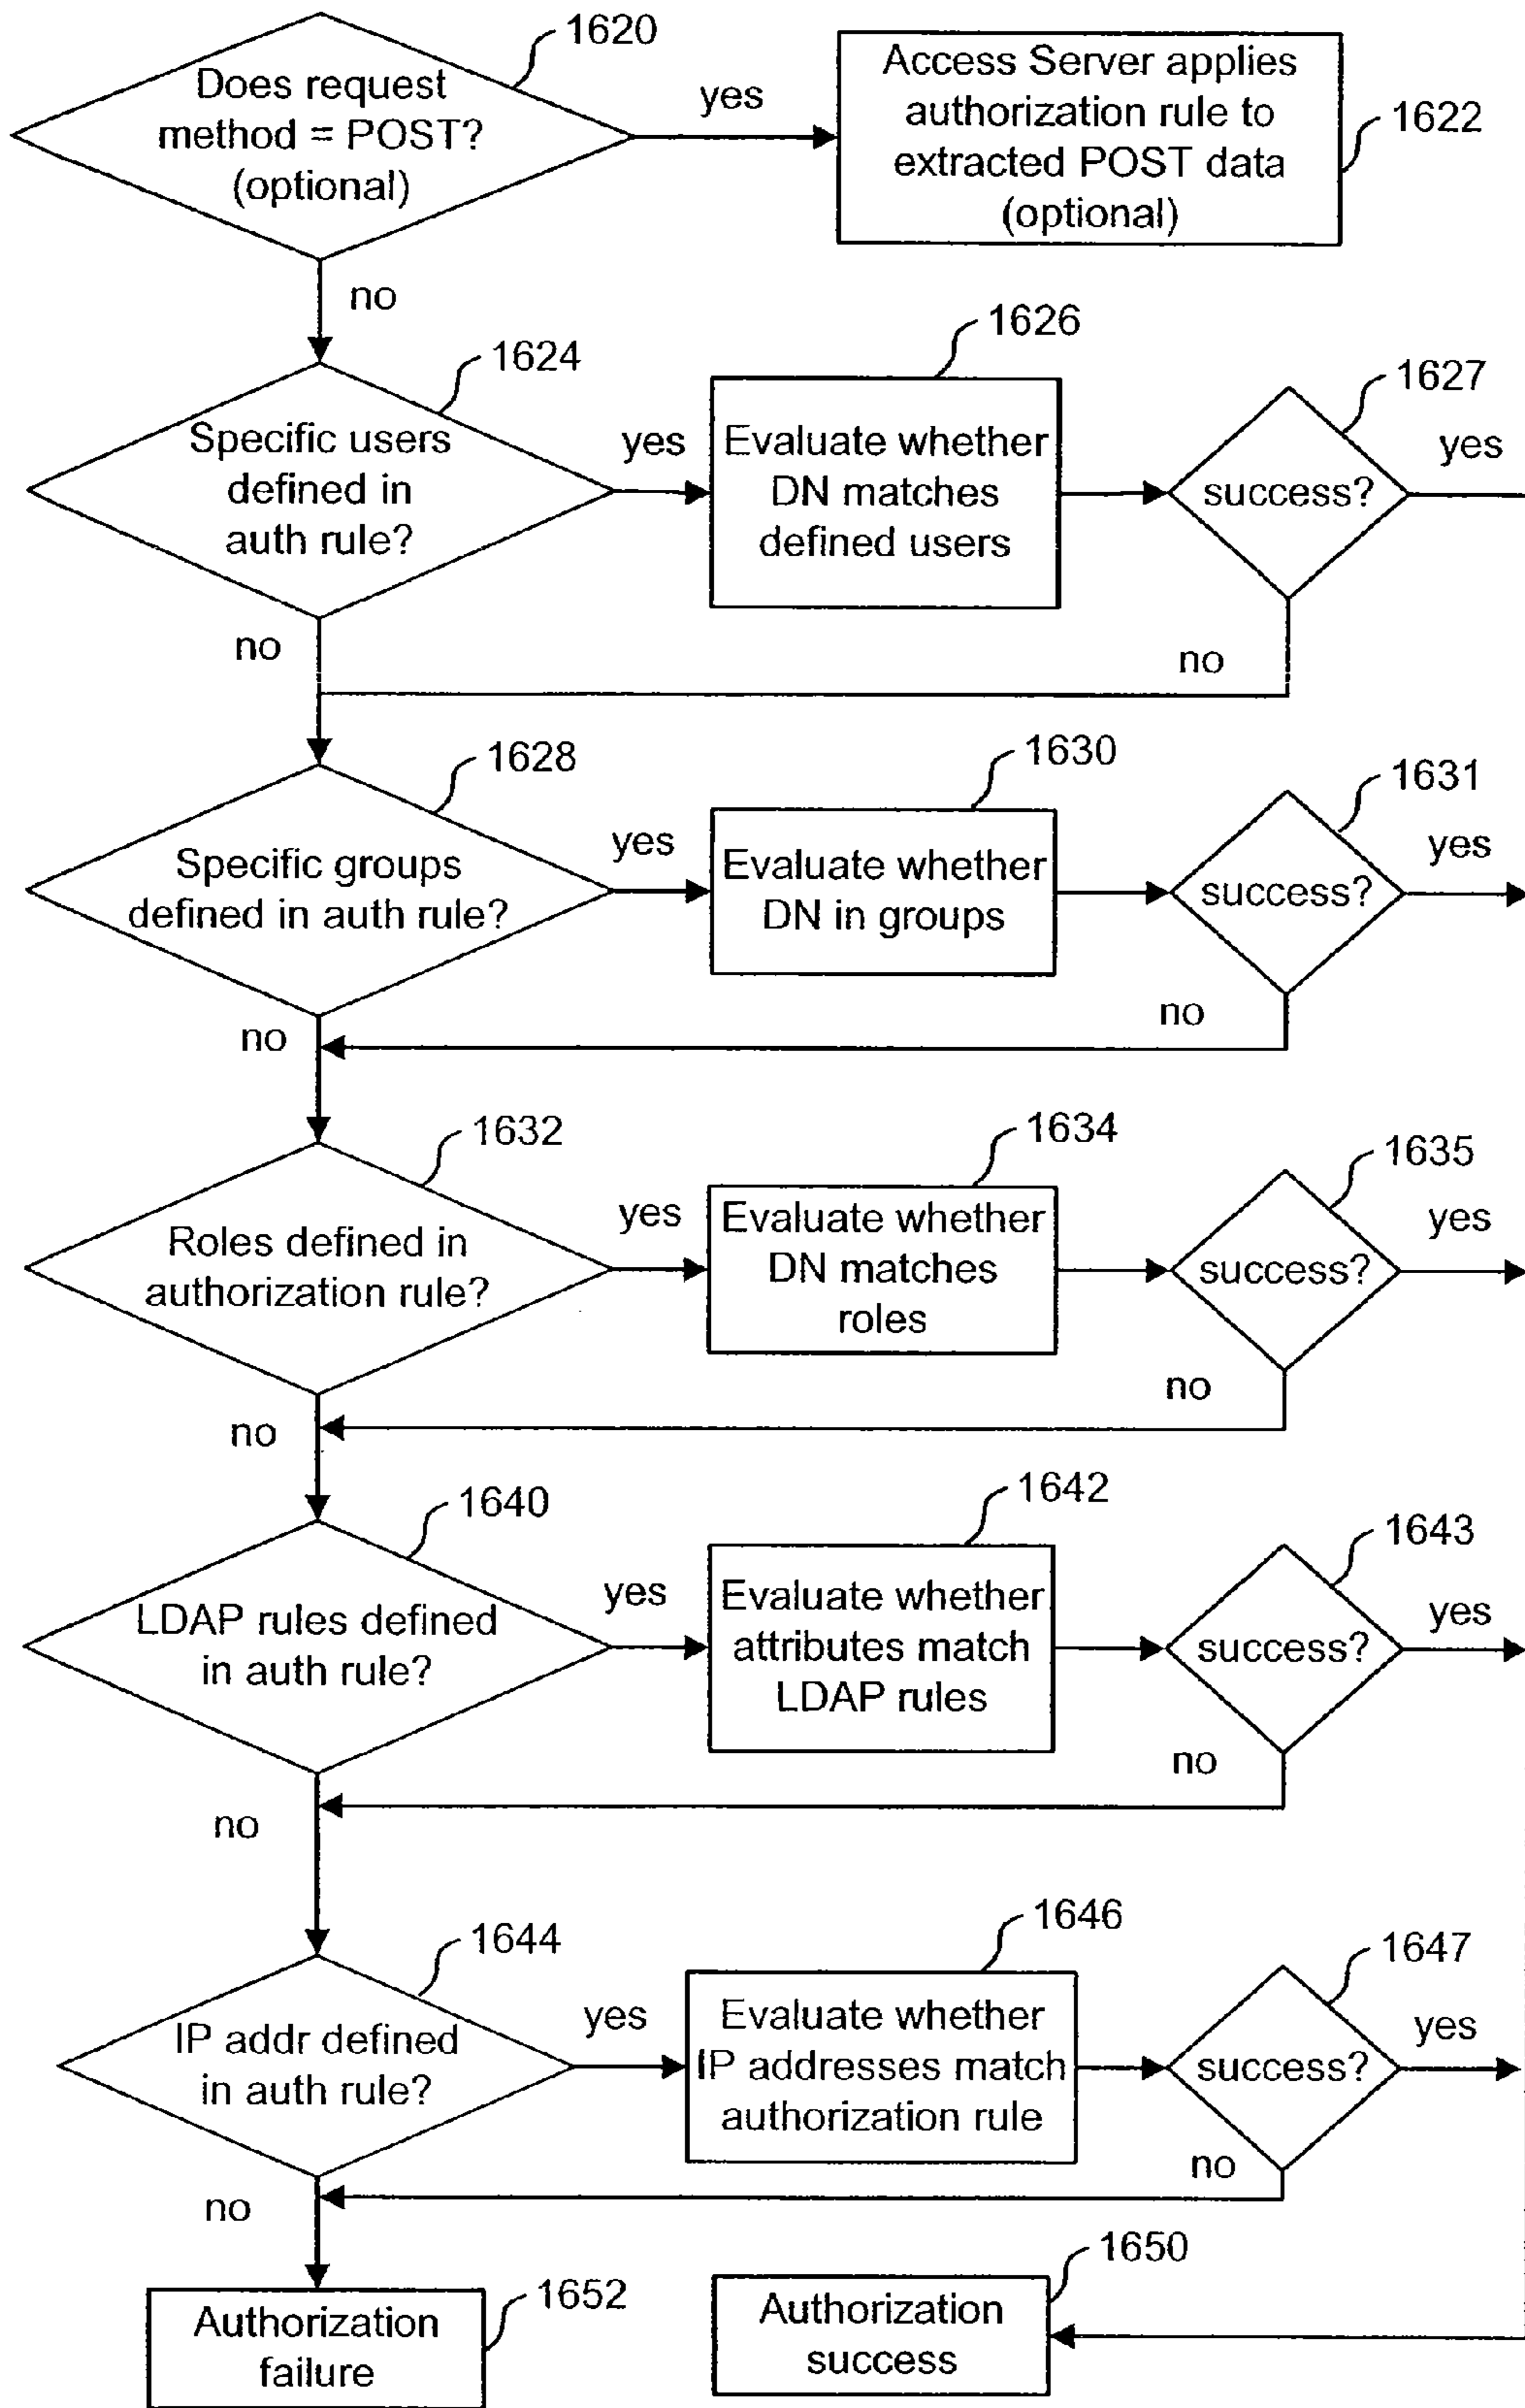 1620
Does request
method = POST?
(optional)
yes
Access Server applies
authorization rule to
extracted POST data
(optional)
1622
no
1624
Specific users
defined in
auth rule?
yes
1626
Evaluate whether
DN matches
defined users
1627
success?
yes
no
no
1628
Specific groups
defined in auth rule?
yes
1630
Evaluate whether
DN in groups
1631
success?
yes
no
no
1632
Roles defined in
authorization rule?
yes
1634
Evaluate whether
DN matches
roles
1635
success?
yes
no
no
1640
LDAP rules defined
in auth rule?
yes
1642
Evaluate whether
attributes match
LDAP rules
1643
success?
yes
no
no
1644
IP addr defined
in auth rule?
yes
1646
Evaluate whether
IP addresses match
authorization rule
1647
success?
yes
no
no
1652
Authorization
failure
1650
Authorization
success